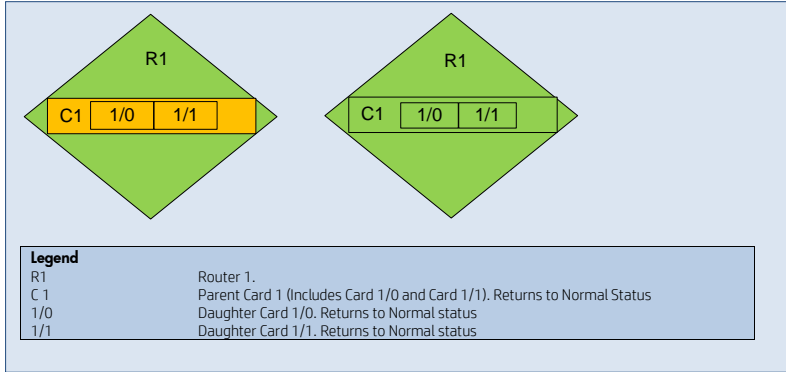 R1
C1 1/0 1/1
R1
C1 1/0 1/1
Legend
R1 Router 1.
C 1 Parent Card 1 (Includes Card 1/0 and Card 1/1). Returns to Normal Status
1/0 Daughter Card 1/0. Returns to Normal status
1/1 Daughter Card 1/1. Returns to Normal status